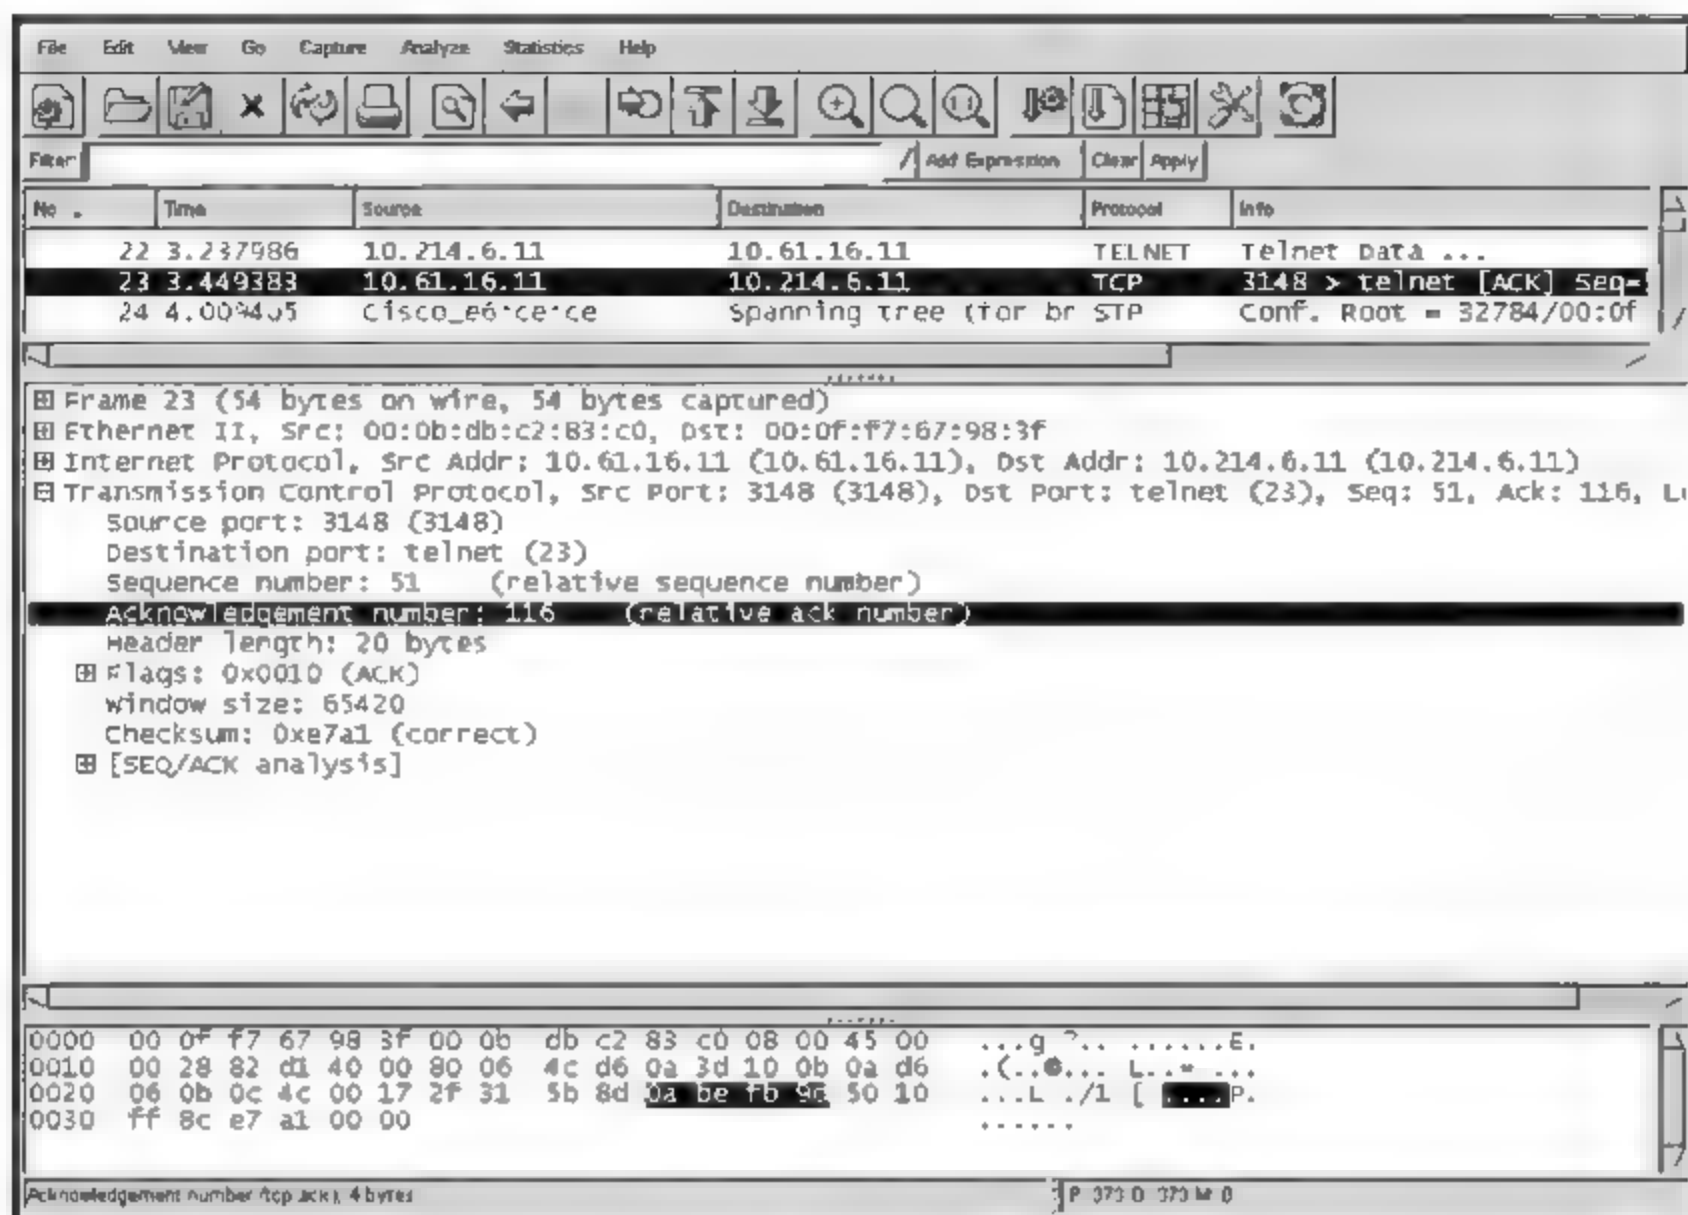 File Edit View Go Capture Analyze Statistics Help
Filter: Add Expression Clear Apply
No . Time Source Destination Protocol Info
22 3.237986 10.214.6.11 10.61.16.11 TELNET Telnet Data ...
23 3.449383 10.61.16.11 10.214.6.11 TCP 3148 > telnet [ACK] Seq=
24 Spanning tree (for br STP Conf. Root = 32784/00:0f
Frame 23 (54 bytes on wire, 54 bytes captured)
Ethernet II, Src: 00:0b:db:c2:83:c0, Dst: 00:0f:f7:67:98:3f
Internet Protocol, Src Addr: 10.61.16.11 (10.61.16.11), Dst Addr: 10.214.6.11 (10.214.6.11)
Transmission Control Protocol, Src Port: 3148 (3148), Dst Port: telnet (23), Seq: 51, Ack: 116,
Source port: 3148 (3148)
Destination port: telnet (23)
Sequence number: 51 (relative sequence number)
Acknowledgement number: 116 (relative ack number)
Header length: 20 bytes
Flags: 0x0010 (ACK)
Window size: 65420
Checksum: 0xe7a1 (correct)
[SEQ/ACK analysis]
0000 00 0f f7 67 98 3f 00 0b db c2 83 c0 08 00 45 00 ...g ?.. ......E.
0010 00 28 82 d1 40 00 80 06 4c d6 0a 3d 10 0b 0a d6 .(..@... L..= ...
0020 06 0b 0c 4c 00 17 2f 31 5b 8d 0a be fb 9d 50 10 ...L ./1 [ ....P.
0030 ff 8c e7 a1 00 00 ......
Acknowledgement number (tcp.ack), 4 bytes P: 373 D: 373 M: 0